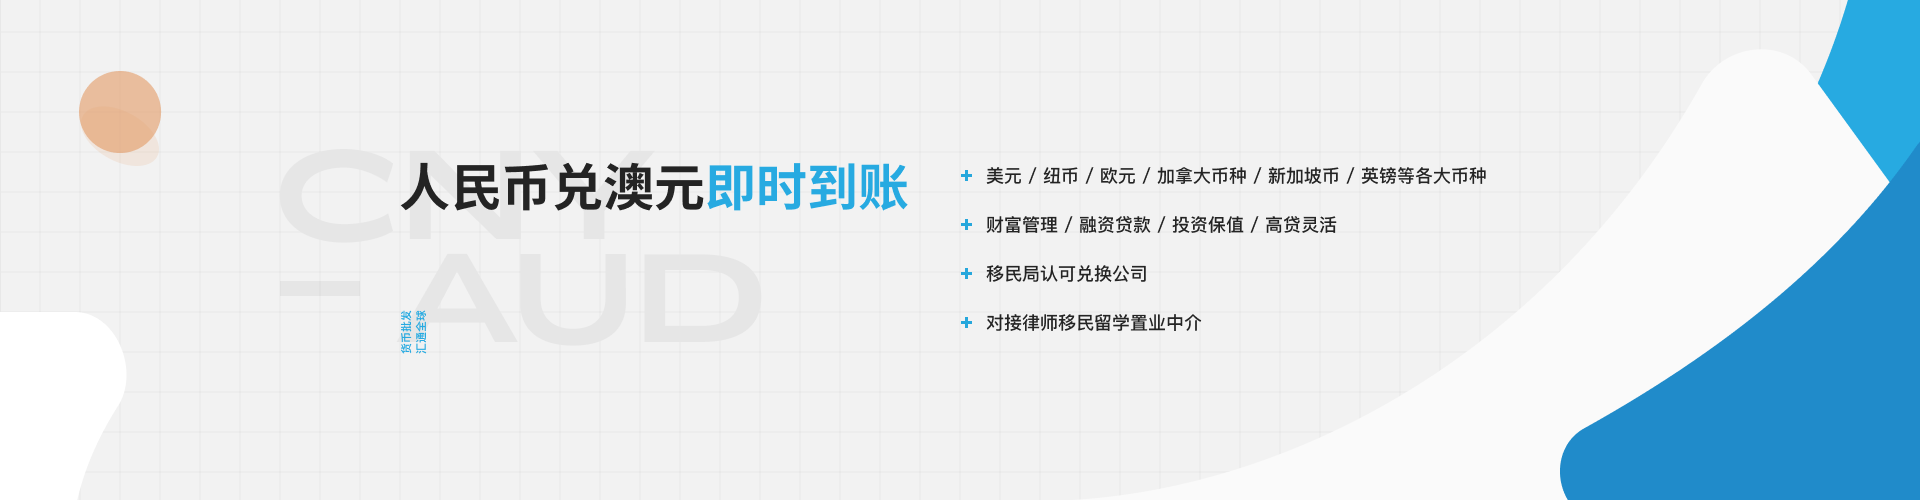 CNY
— AUD
人民币兑澳元即时到账
货币批发
汇通全球
+ 美元 / 纽币 / 欧元 / 加拿大币种 / 新加坡币 / 英镑等各大币种
+ 财富管理 / 融资贷款 / 投资保值 / 高贷灵活
+ 移民局认可兑换公司
+ 对接律师移民留学置业中介